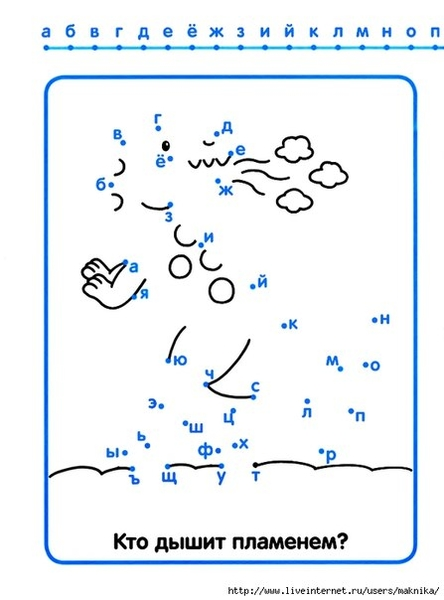 а б в г д е ё ж з и й к л м н о п
г
в д
е
ё
б ж
з
и
а
й
я
к н
ю м о
ч с
э ц л п
ш
ь ф х
ы р
ъ щ у т
Кто дышит пламенем?
http://www.liveinternet.ru/users/maknika/